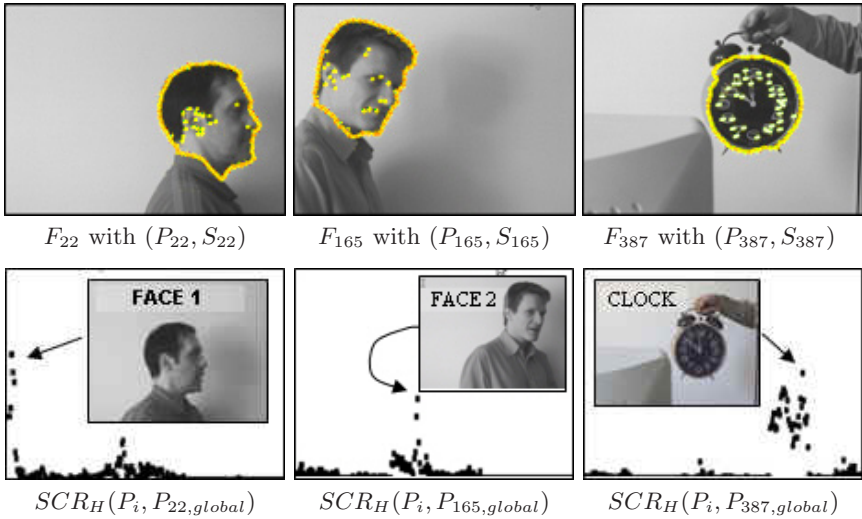 F22 with (P22, S22)
F165 with (P165, S165)
F387 with (P387, S387)
FACE 1
FACE 2
CLOCK
SCRH(Pi, P22,global)
SCRH(Pi, P165,global)
SCRH(Pi, P387,global)